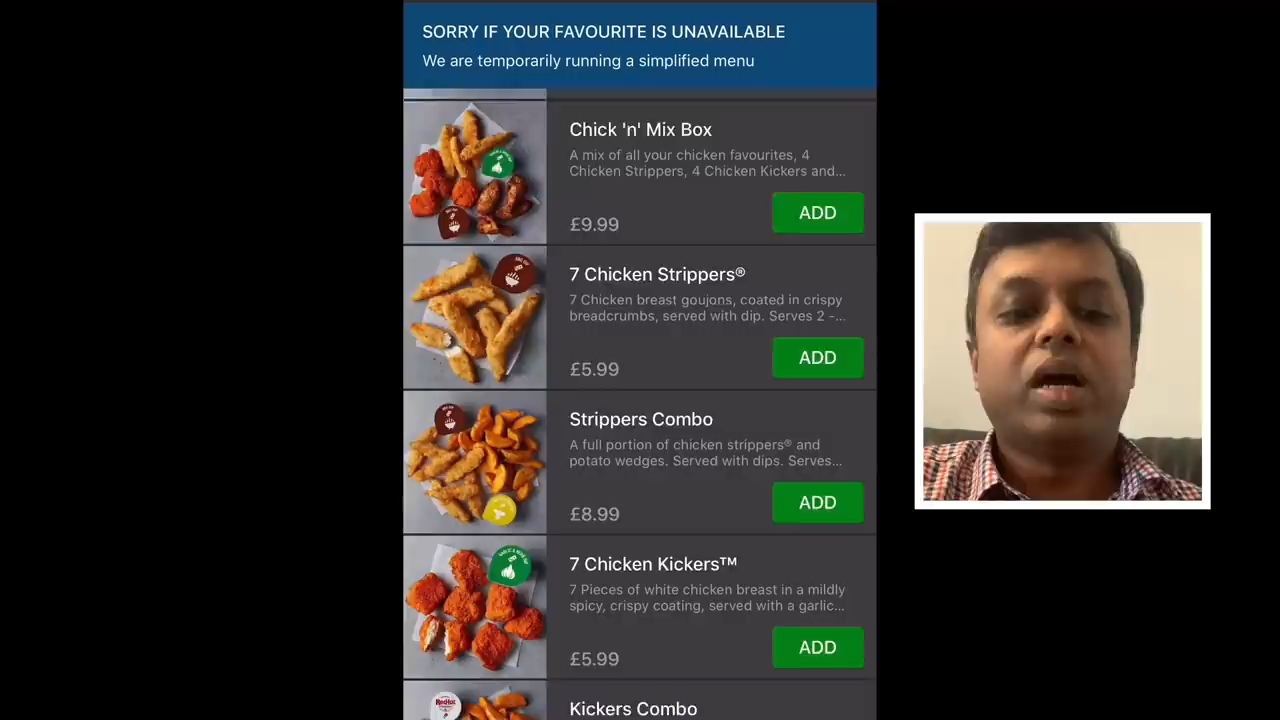 SORRY IF YOUR FAVOURITE IS UNAVAILABLE
We are temporarily running a simplified menu
Chick 'n' Mix Box
A mix of all your chicken favourites, 4
Chicken Strippers, 4 Chicken Kickers and...
£9.99
ADD
7 Chicken Strippers®
7 Chicken breast goujons, coated in crispy
breadcrumbs, served with dip. Serves 2 -...
£5.99
ADD
Strippers Combo
A full portion of chicken strippers® and
potato wedges. Served with dips. Serves...
£8.99
ADD
7 Chicken Kickers™
7 Pieces of white chicken breast in a mildly
spicy, crispy coating, served with a garlic...
£5.99
ADD
Kickers Combo